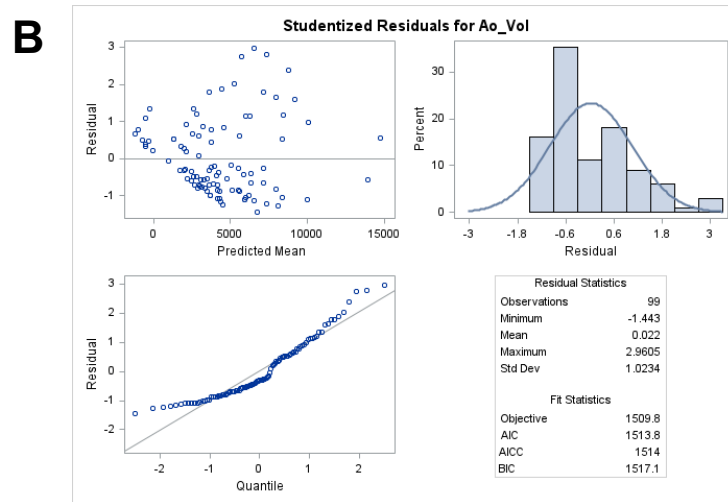 B
Studentized Residuals for Ao_Vol
3
2
1
0
-1
Residual
0
5000
10000
15000
Predicted Mean
30
20
10
0
Percent
-3
-1.8
-0.6
0.6
1.8
3
Residual
3
2
1
0
-1
-2
Residual
-2
-1
0
1
2
Quantile
Residual Statistics
Observations 99
Minimum -1.443
Mean 0.022
Maximum 2.9605
Std Dev 1.0234
Fit Statistics
Objective 1509.8
AIC 1513.8
AICC 1514
BIC 1517.1